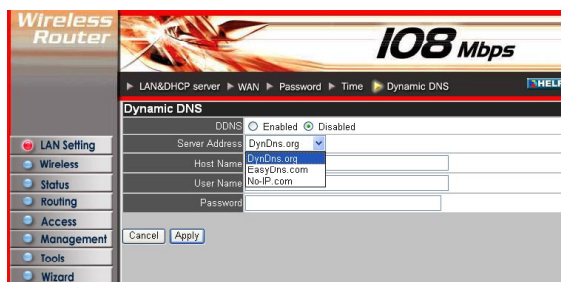 Wireless
Router
108 Mbps
LAN&DHCP server WAN Password Time Dynamic DNS HELP
Dynamic DNS
DDNS Enabled Disabled
Server Address DynDns.org
DynDns.org
EasyDns.com
No-IP.com
Host Name
User Name
Password
Cancel Apply
LAN Setting
Wireless
Status
Routing
Access
Management
Tools
Wizard